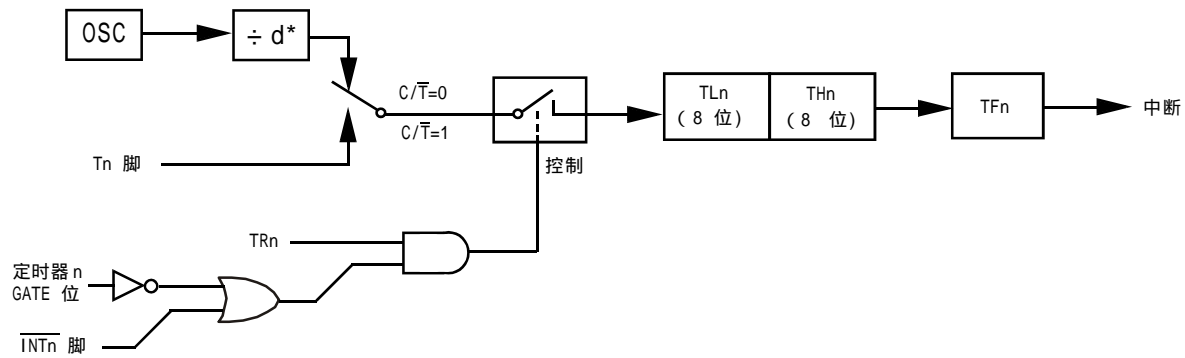 OSC
÷ d*
C/T̅=0
C/T̅=1
Tn 脚
控制
TLn
(8 位)
THn
(8 位)
TFn
中断
TRn
定时器 n
GATE 位
I̅N̅T̅n̅ 脚